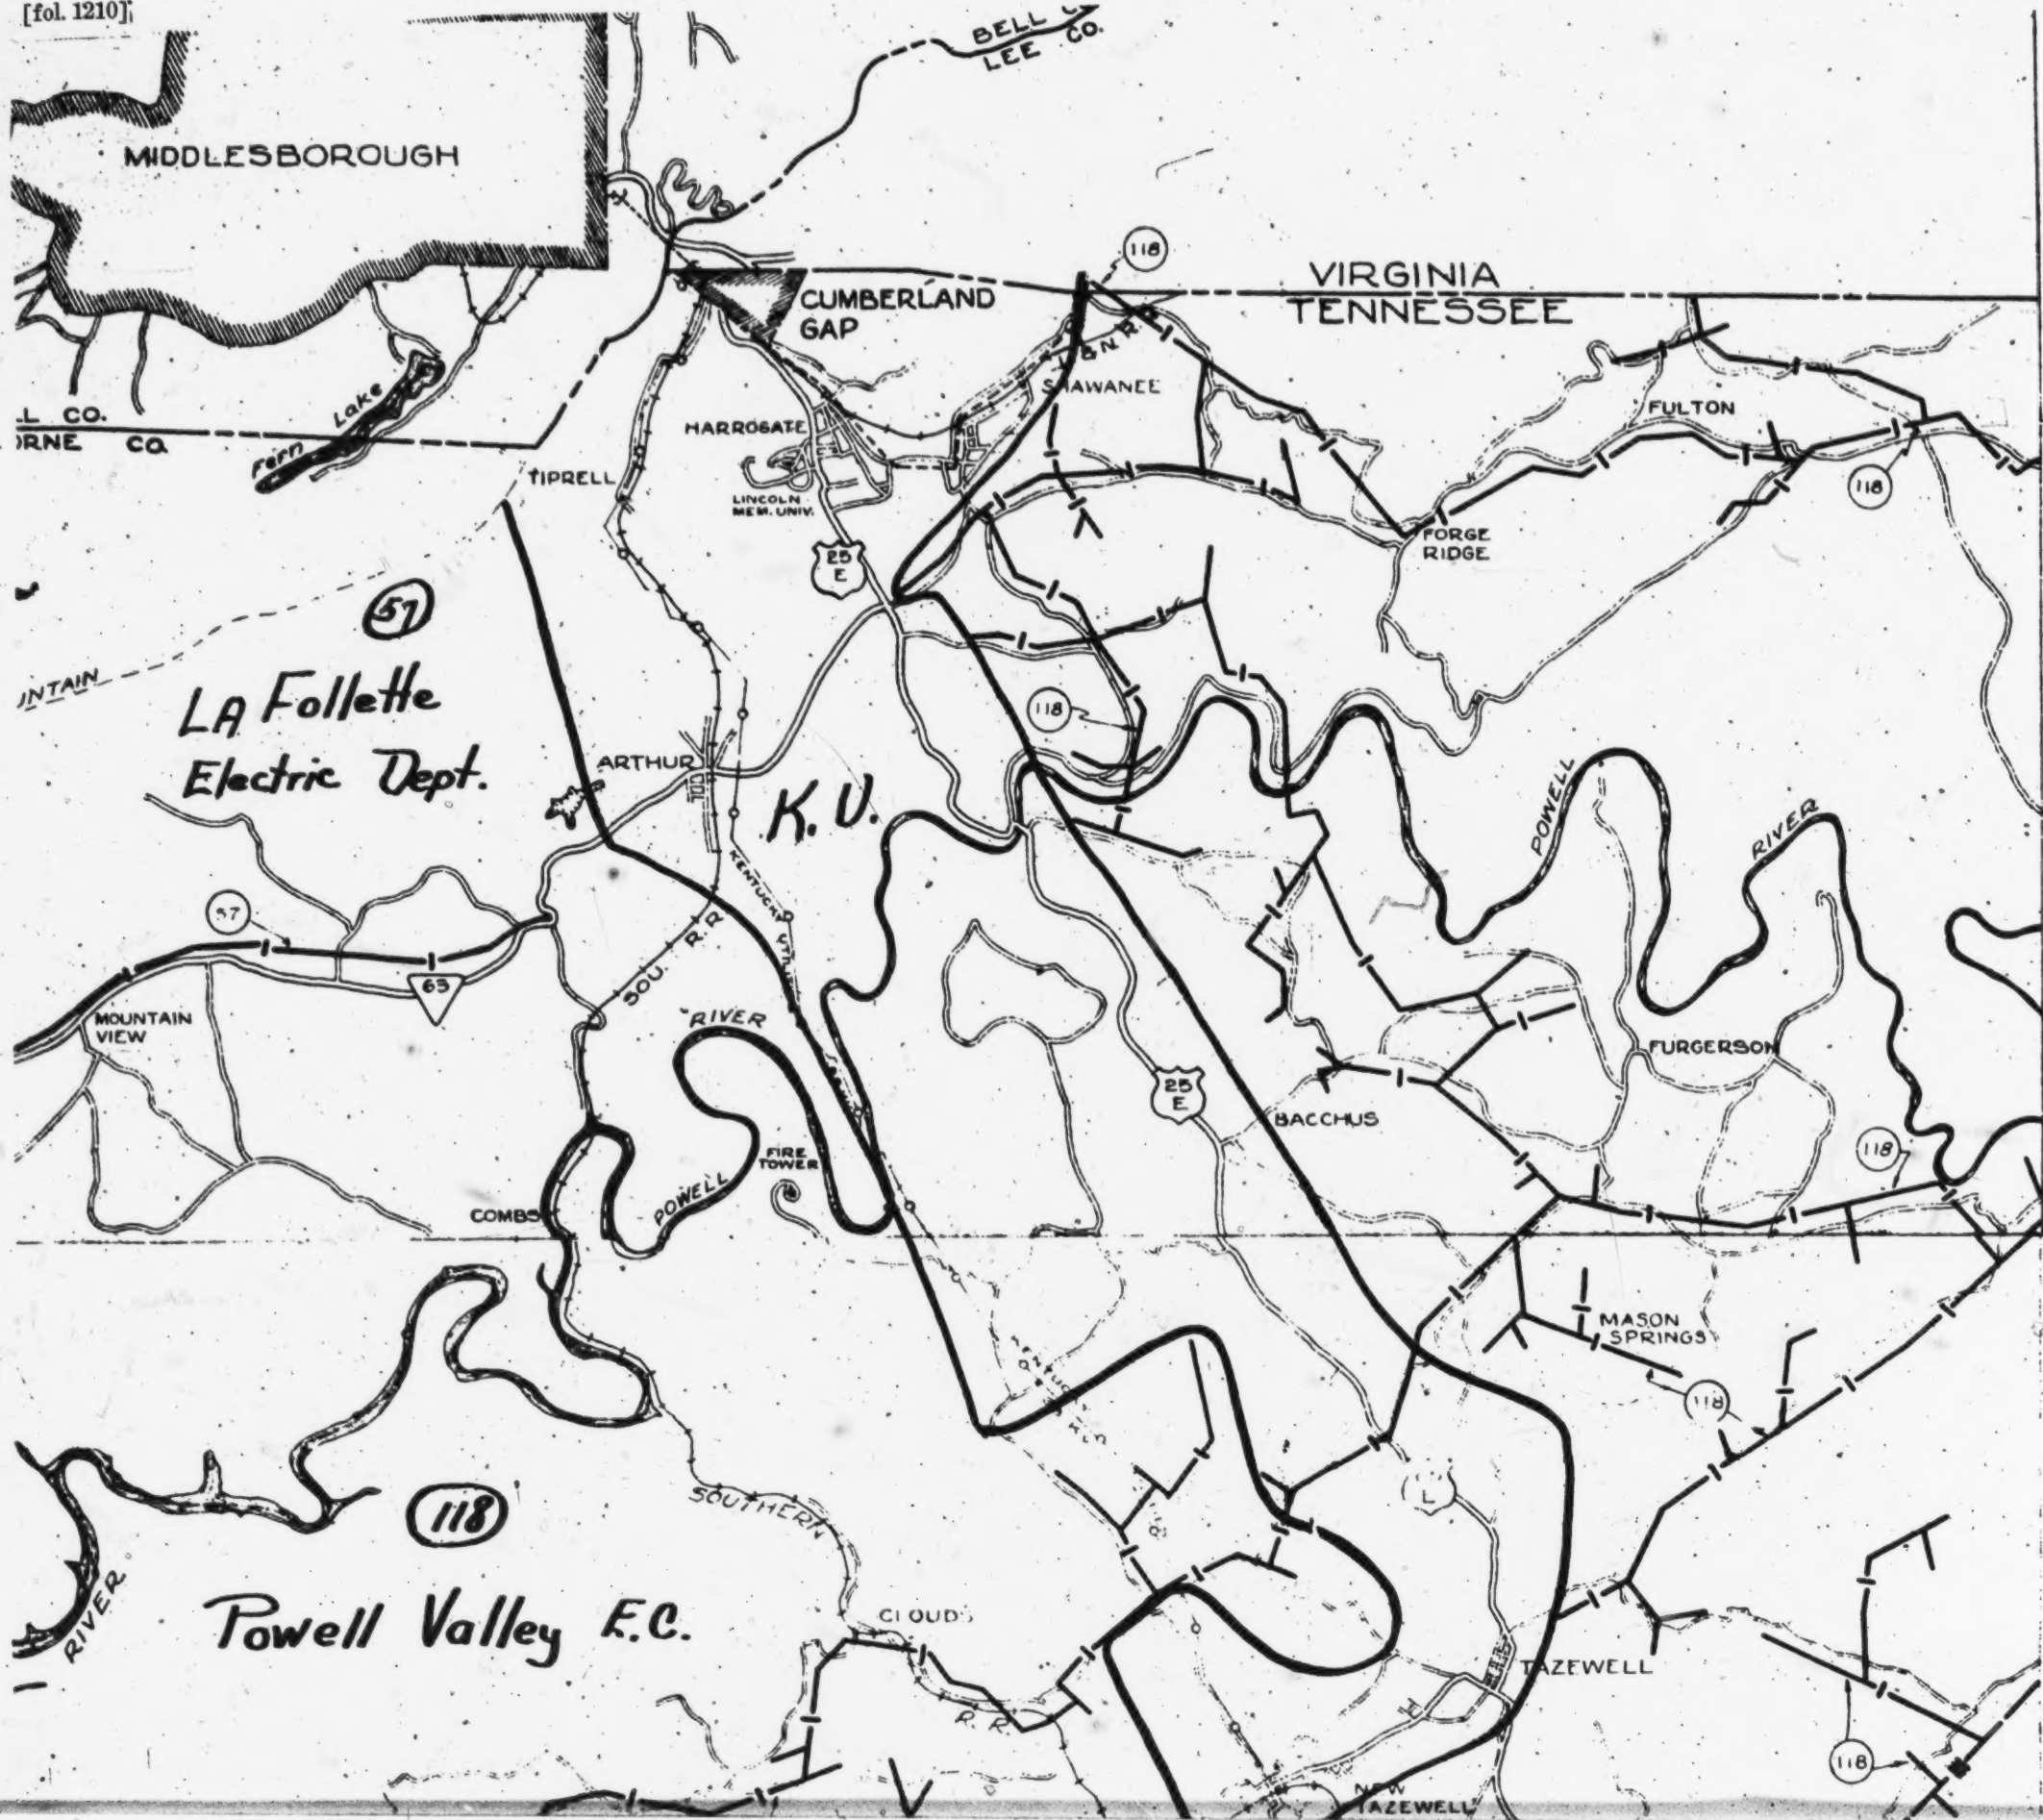 [fol. 1210]
BELL CO.
LEE CO.
MIDDLESBOROUGH
118
VIRGINIA
TENNESSEE
CUMBERLAND
GAP
L & N R
SHAWANEE
L CO.
ORNE CO.
Fern Lake
HARROGATE
FULTON
TIPRELL
LINCOLN
MEM. UNIV.
118
FORGE
RIDGE
25
E
57
INTAIN
LA Follette
Electric Dept.
118
ARTHUR
K.U.
POWELL RIVER
KENTUCKY UTIL
57
SOU. R R
63
MOUNTAIN
VIEW
RIVER
FURGERSON
25
E
BACCHUS
118
FIRE
TOWER
POWELL
COMBS
MASON
SPRINGS
118
SOUTHERN
118
RIVER
Powell Valley E.C.
CLOUDS
TAZEWELL
R. R.
118
NEW
TAZEWELL